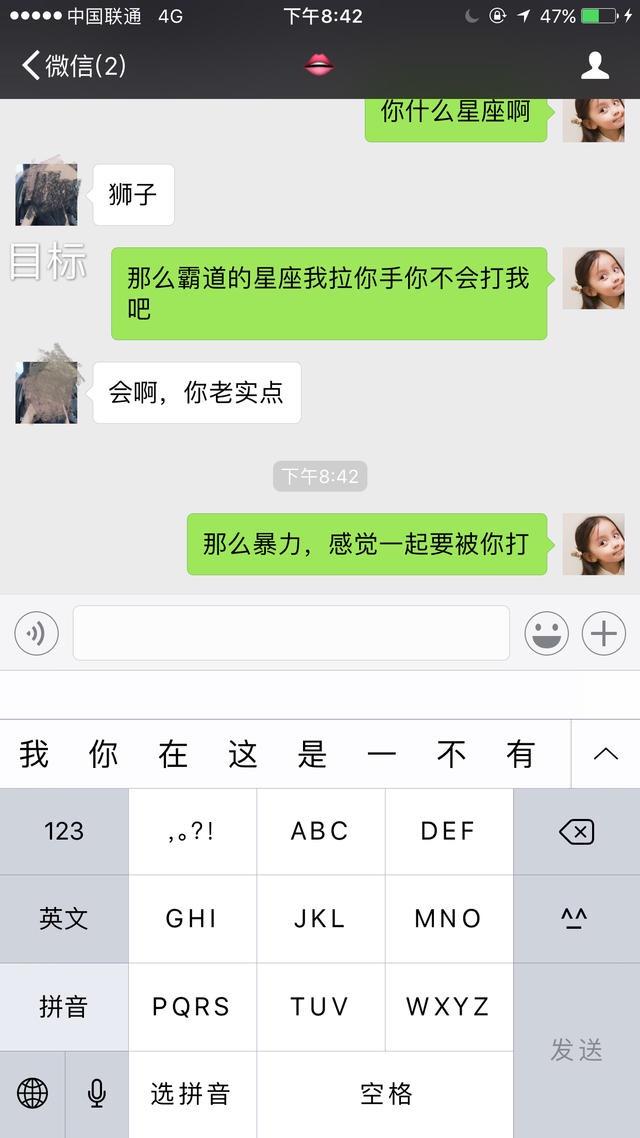 中国联通 4G 下午8:42 47%
微信(2)
你什么星座啊
狮子
目标
那么霸道的星座我拉你手你不会打我
吧
会啊，你老实点
下午8:42
那么暴力，感觉一起要被你打
我 你 在 这 是 一 不 有
123 ,。?! ABC DEF
英文 GHI JKL MNO ^^
拼音 PQRS TUV WXYZ
发送
选拼音 空格